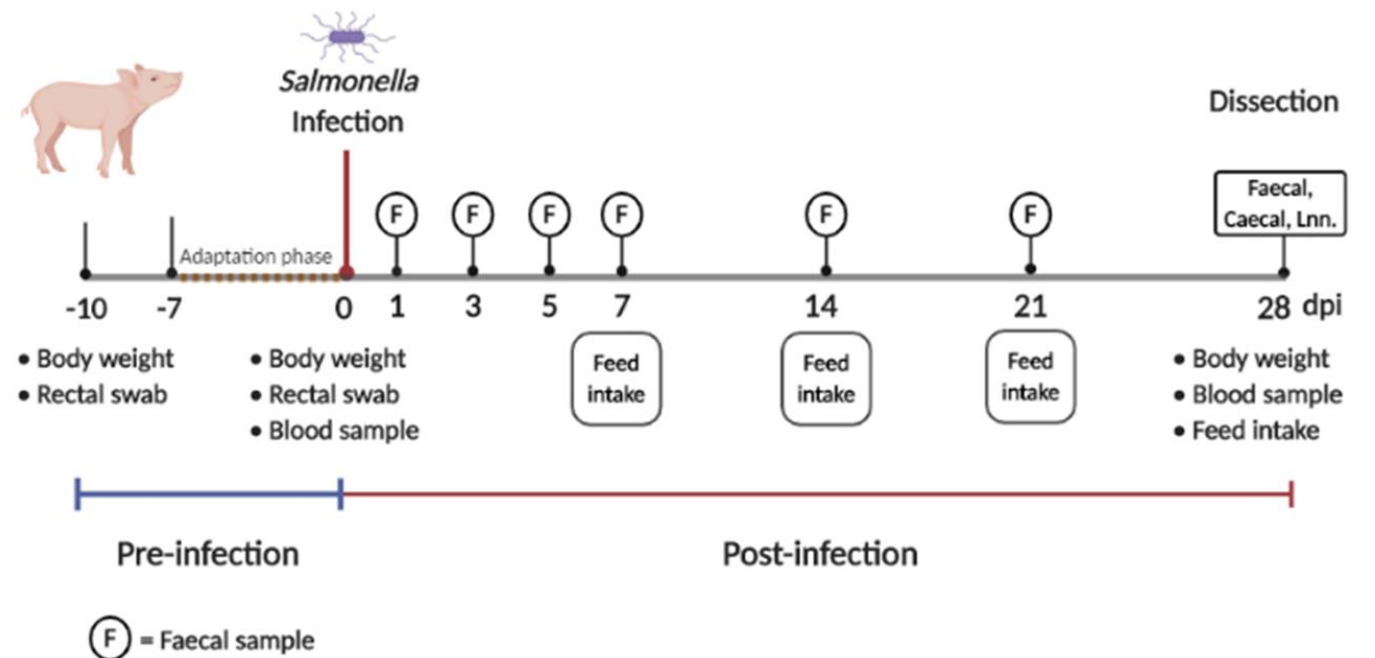 Salmonella
Infection
Dissection
F F F F F F
Faecal,
Caecal, Lnn.
Adaptation phase
-10 -7 0 1 3 5 7 14 21 28 dpi
• Body weight
• Rectal swab
• Body weight
• Rectal swab
• Blood sample
Feed
intake
Feed
intake
Feed
intake
• Body weight
• Blood sample
• Feed intake
Pre-infection
Post-infection
F = Faecal sample